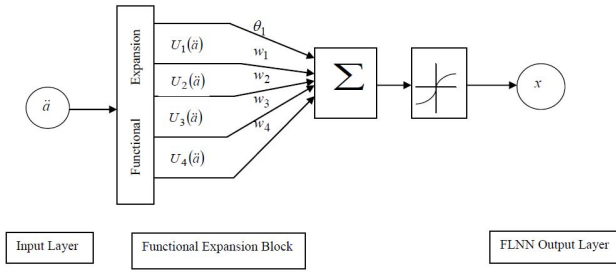 θ₁
Expansion
Functional
U₁(ä)
w₁
U₂(ä)
w₂
U₃(ä)
w₃
U₄(ä)
w₄
ä
∑
x
Input Layer
Functional Expansion Block
FLNN Output Layer